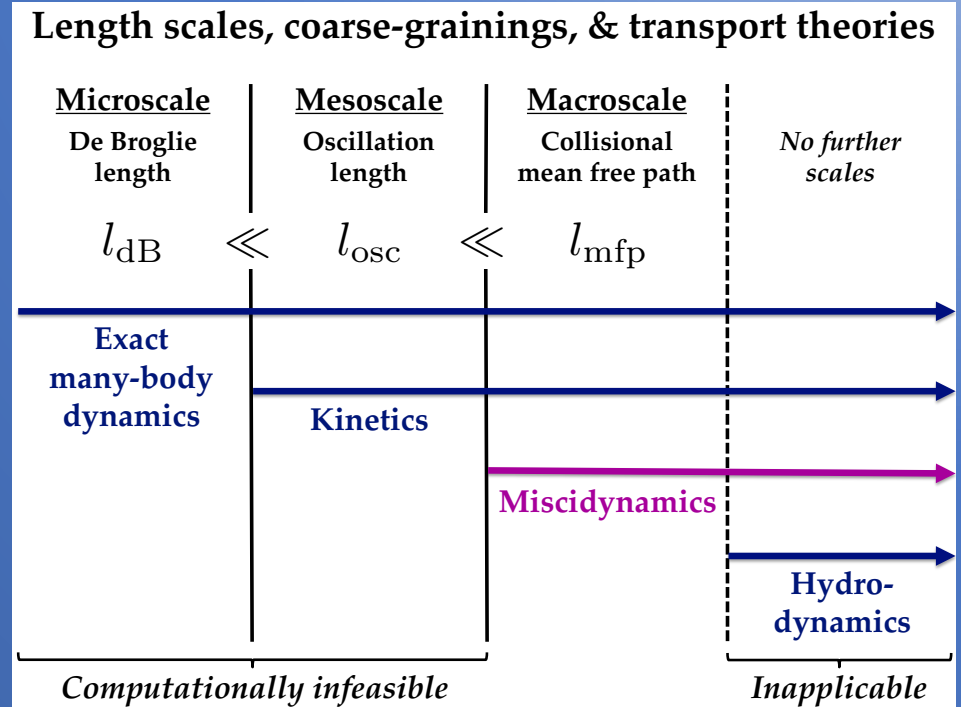 Length scales, coarse-grainings, & transport theories
Microscale
De Broglie
length
Mesoscale
Oscillation
length
Macroscale
Collisional
mean free path
No further
scales
l_dB ≪ l_osc ≪ l_mfp
Exact
many-body
dynamics
Kinetics
Miscidynamics
Hydro-
dynamics
Computationally infeasible
Inapplicable